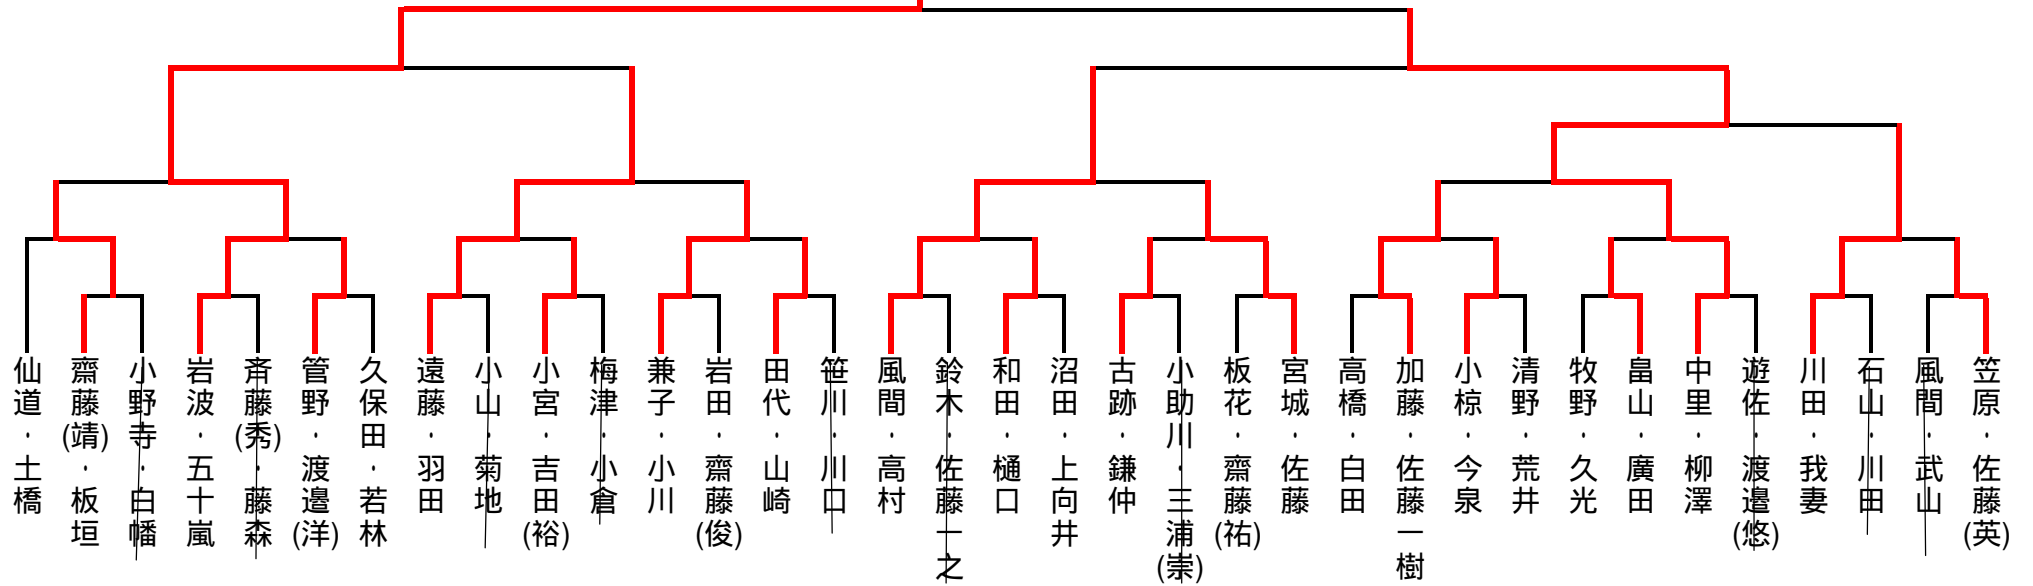 仙道・土橋
齋藤(靖)・板垣
小野寺・白幡
岩波・五十嵐
斉藤(秀)・藤森
管野・渡邉(洋)
久保田・若林
遠藤・羽田
小山・菊地
小宮・吉田(裕)
梅津・小倉
兼子・小川
岩田・齋藤(俊)
田代・山崎
笹川・川口
風間・高村
鈴木・佐藤一之
和田・樋口
沼田・上向井
古跡・鎌仲
小助川・三浦(崇)
板花・齋藤(祐)
宮城・佐藤
高橋・白田
加藤・佐藤一樹
小椋・今泉
清野・荒井
牧野・久光
畠山・廣田
中里・柳澤
遊佐・渡邉(悠)
川田・我妻
石山・川田
風間・武山
笠原・佐藤(英)